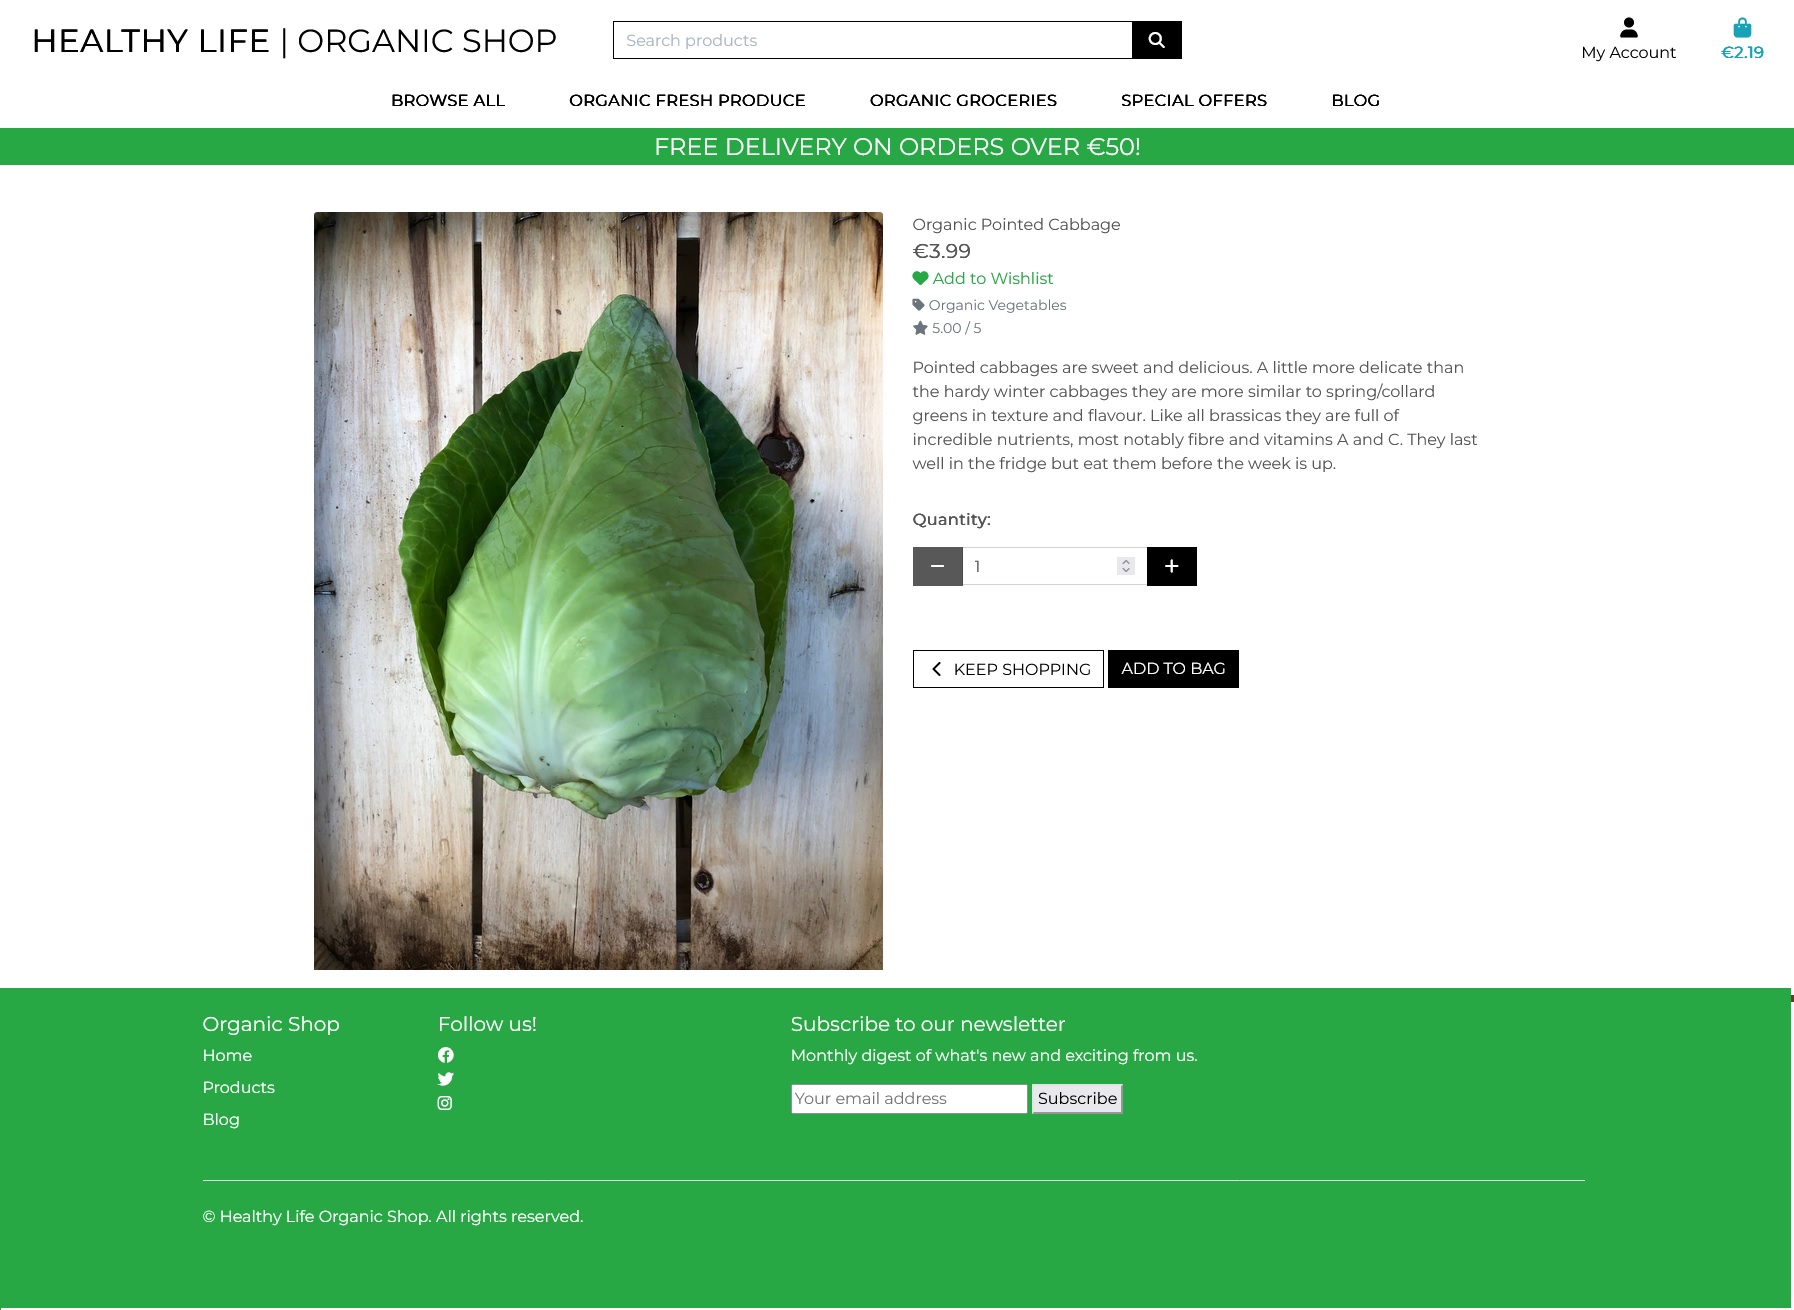 HEALTHY LIFE | ORGANIC SHOP
Search products
My Account
€2.19
BROWSE ALL
ORGANIC FRESH PRODUCE
ORGANIC GROCERIES
SPECIAL OFFERS
BLOG
FREE DELIVERY ON ORDERS OVER €50!
Organic Pointed Cabbage
€3.99
Add to Wishlist
Organic Vegetables
5.00 / 5
Pointed cabbages are sweet and delicious. A little more delicate than
the hardy winter cabbages they are more similar to spring/collard
greens in texture and flavour. Like all brassicas they are full of
incredible nutrients, most notably fibre and vitamins A and C. They last
well in the fridge but eat them before the week is up.
Quantity:
1
KEEP SHOPPING
ADD TO BAG
Organic Shop
Home
Products
Blog
Follow us!
Subscribe to our newsletter
Monthly digest of what's new and exciting from us.
Your email address
Subscribe
© Healthy Life Organic Shop. All rights reserved.